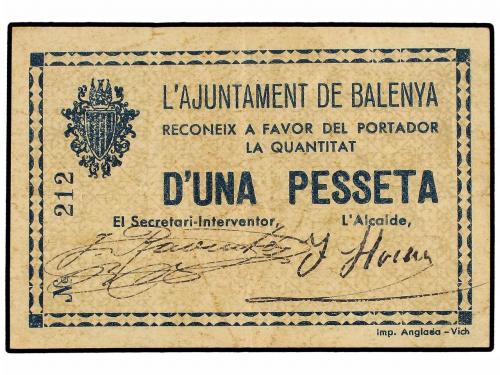 L'AJUNTAMENT DE BALENYA
RECONEIX A FAVOR DEL PORTADOR
LA QUANTITAT
D'UNA PESSETA
El Secretari-Interventor,
L'Alcalde,
Nº 212
Imp. Anglada - Vich